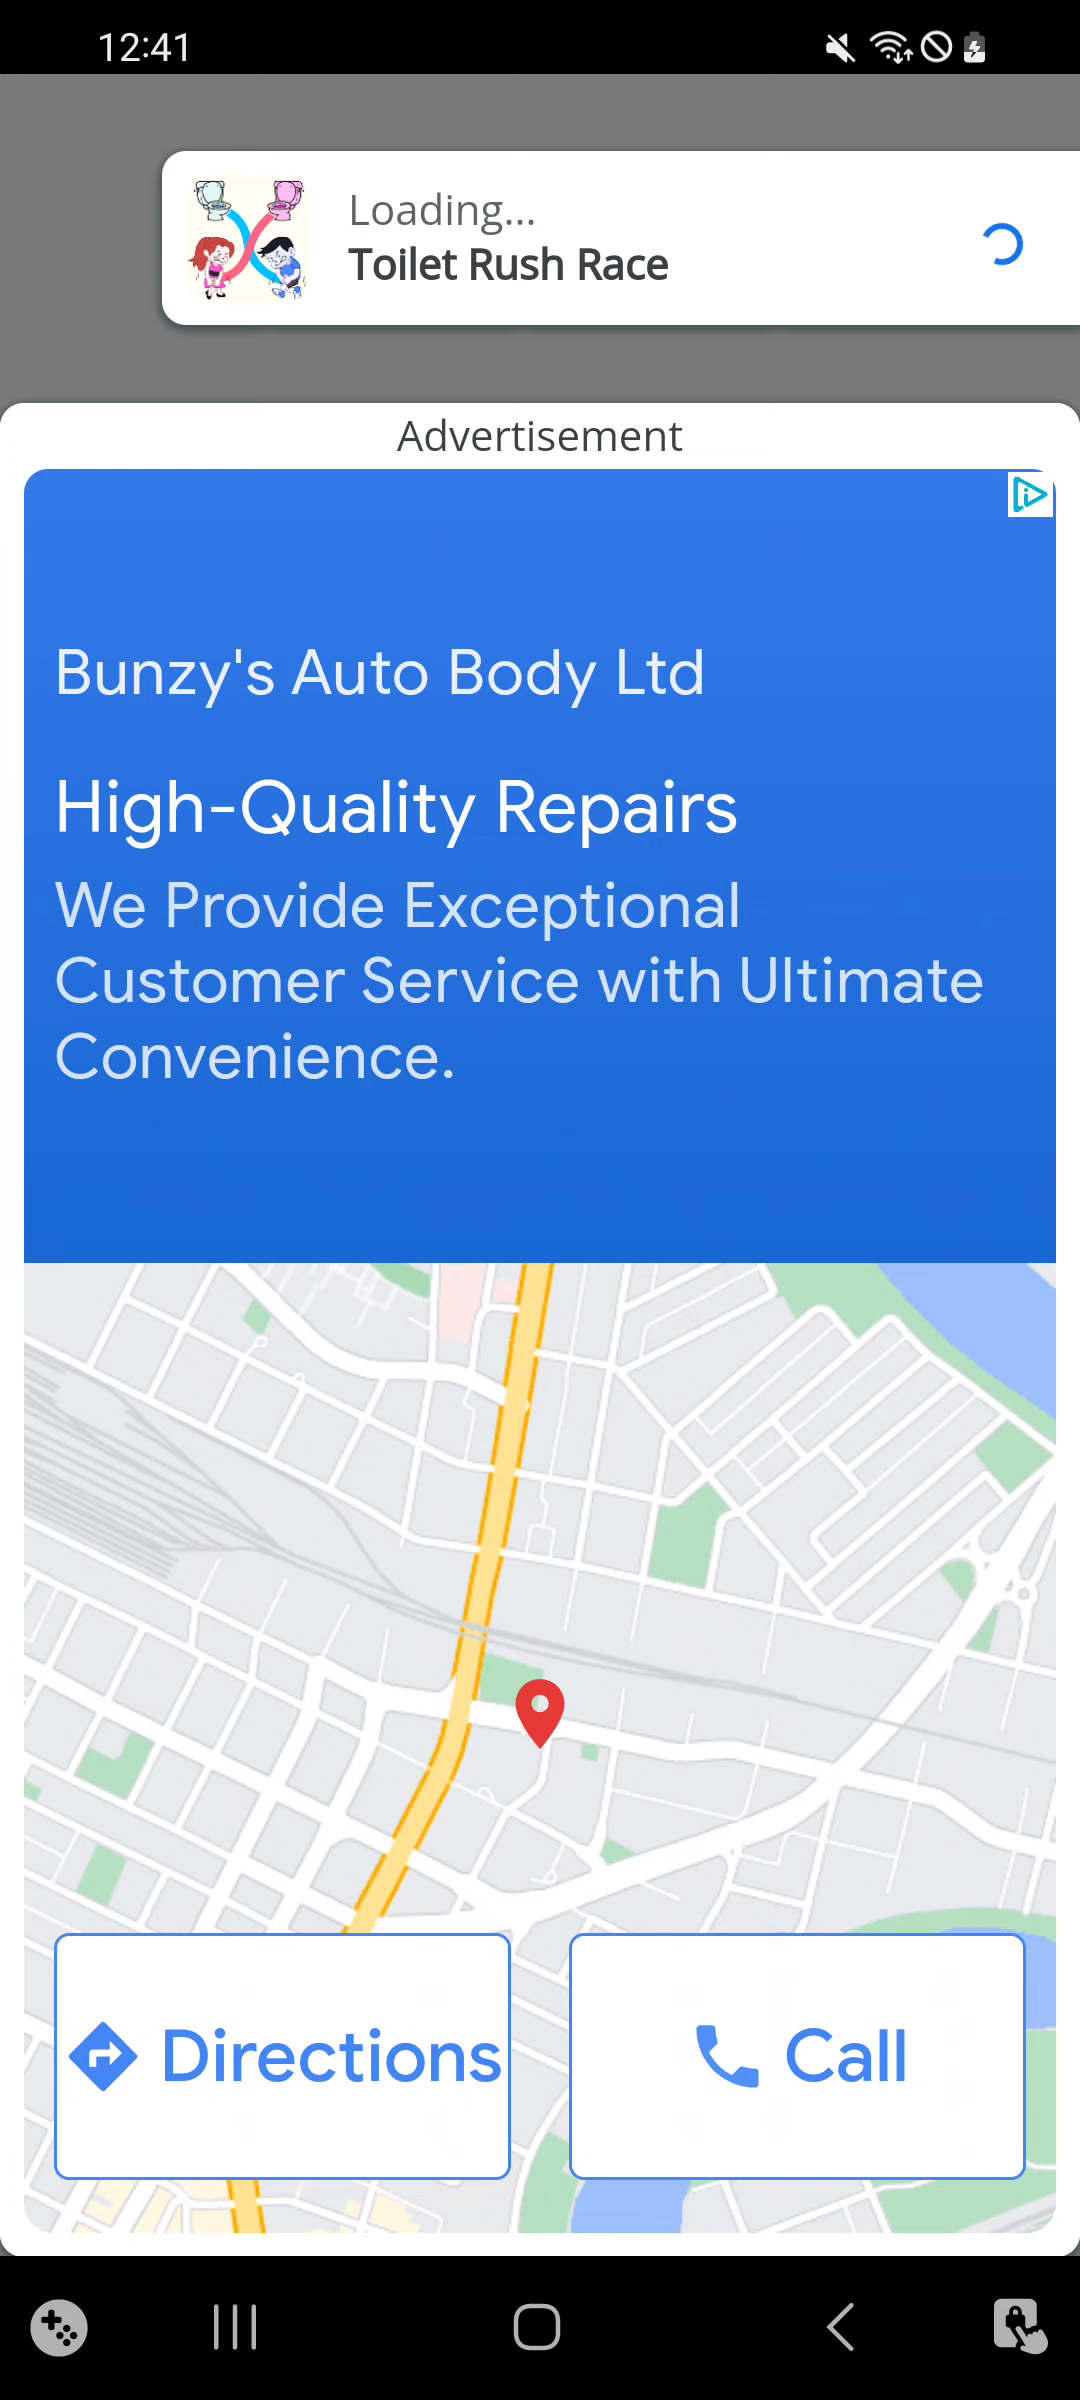 12:41
Loading...
Toilet Rush Race
Advertisement
Bunzy's Auto Body Ltd
High-Quality Repairs
We Provide Exceptional
Customer Service with Ultimate
Convenience.
Directions
Call